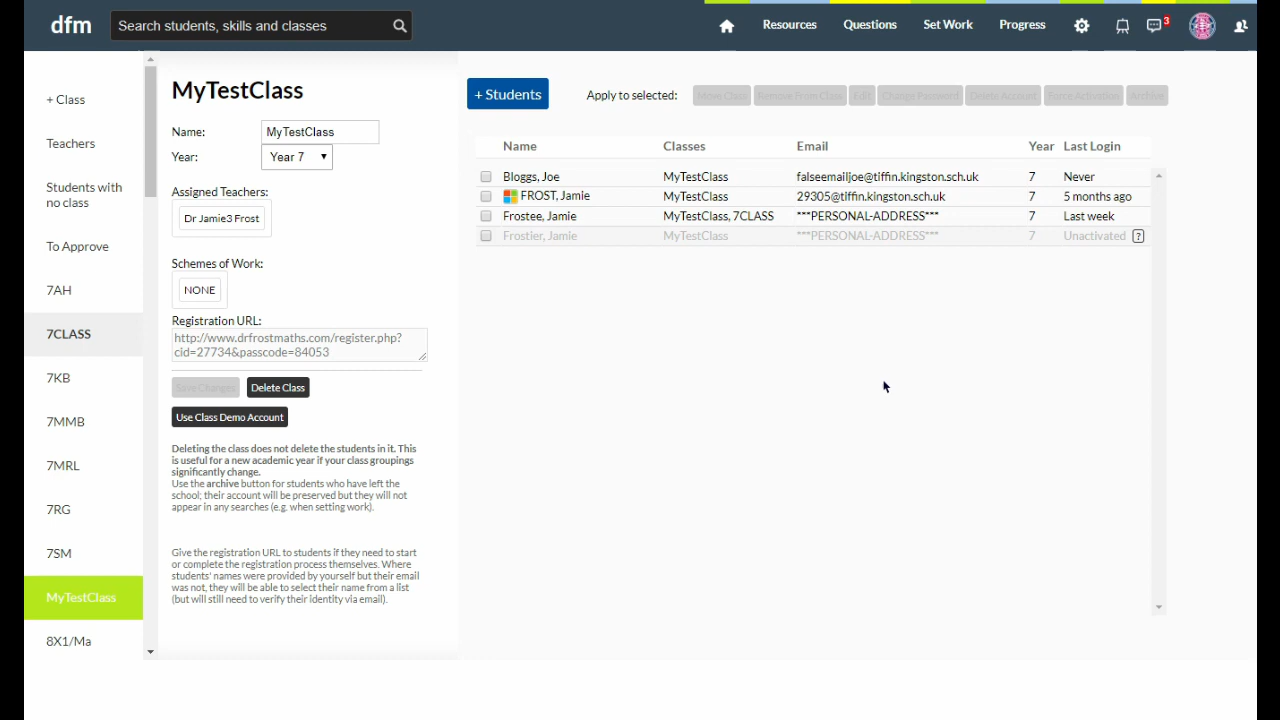 dfm
Search students, skills and classes
Resources
Questions
Set Work
Progress
3
+ Class
Teachers
Students with
no class
To Approve
7AH
7CLASS
7KB
7MMB
7MRL
7RG
7SM
MyTestClass
8X1/Ma
MyTestClass
Name: MyTestClass
Year: Year 7
Assigned Teachers:
Dr Jamie3 Frost
Schemes of Work:
NONE
Registration URL:
http://www.drfrostmaths.com/register.php?
cid=27734&passcode=84053
Save Changes Delete Class
Use Class Demo Account
Deleting the class does not delete the students in it. This
is useful for a new academic year if your class groupings
significantly change.
Use the archive button for students who have left the
school; their account will be preserved but they will not
appear in any searches (e.g. when setting work).
Give the registration URL to students if they need to start
or complete the registration process themselves. Where
students' names were provided by yourself but their email
was not, they will be able to select their name from a list
(but will still need to verify their identity via email).
+ Students
Apply to selected: Move Class Remove From Class Edit Change Password Delete Account Force Activation Archive
Name Classes Email Year Last Login
Bloggs, Joe MyTestClass falseemailjoe@tiffin.kingston.sch.uk 7 Never
FROST, Jamie MyTestClass 29305@tiffin.kingston.sch.uk 7 5 months ago
Frostee, Jamie MyTestClass, 7CLASS ***PERSONAL-ADDRESS*** 7 Last week
Frostier, Jamie MyTestClass ***PERSONAL-ADDRESS*** 7 Unactivated ?